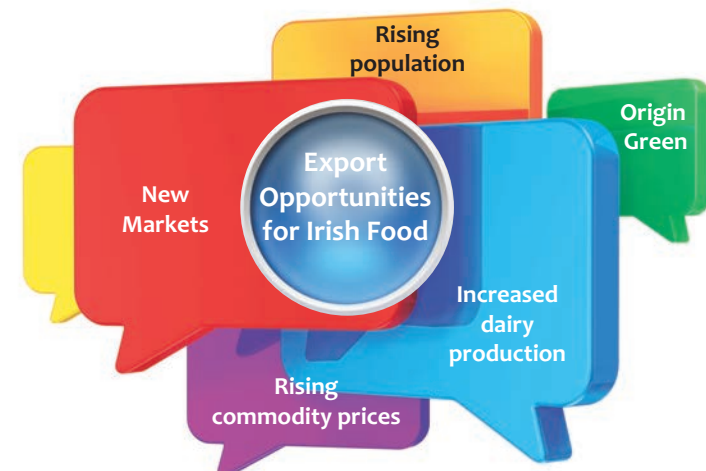 Rising
population
Origin
Green
Export
Opportunities
for Irish Food
New
Markets
Increased
dairy
production
Rising
commodity prices